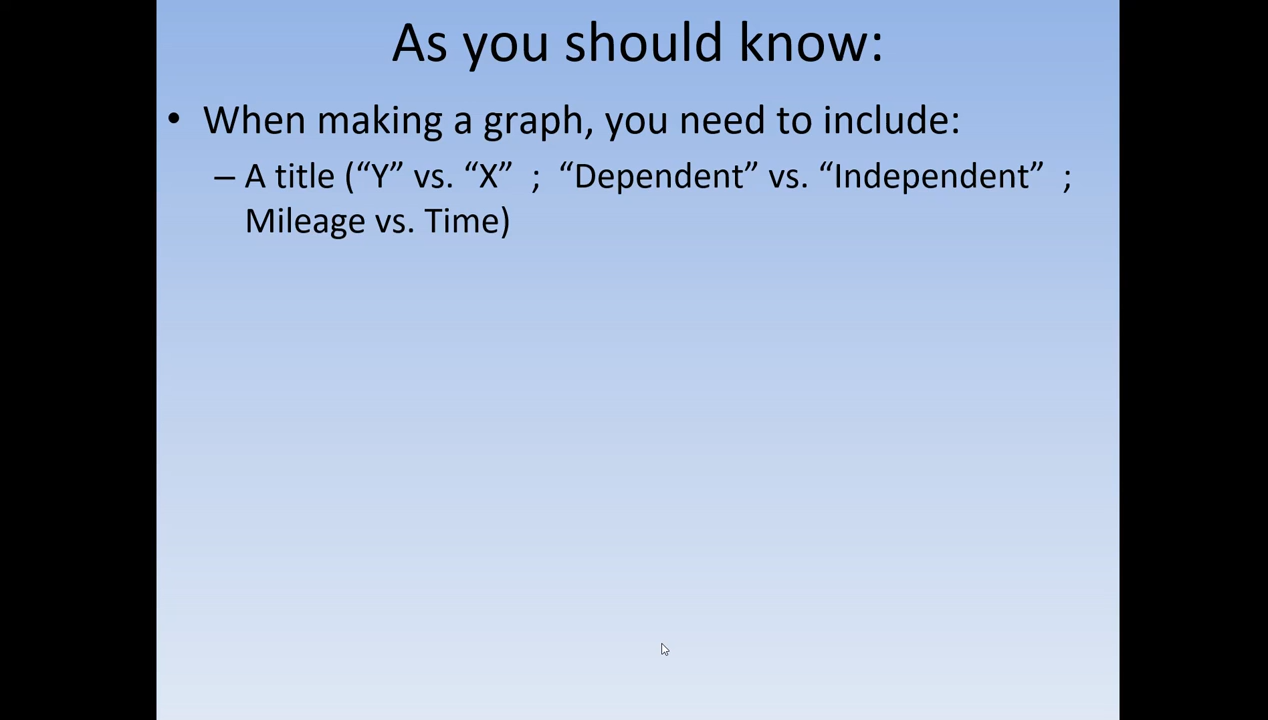 As you should know:
• When making a graph, you need to include:
– A title (“Y” vs. “X” ; “Dependent” vs. “Independent” ;
Mileage vs. Time)